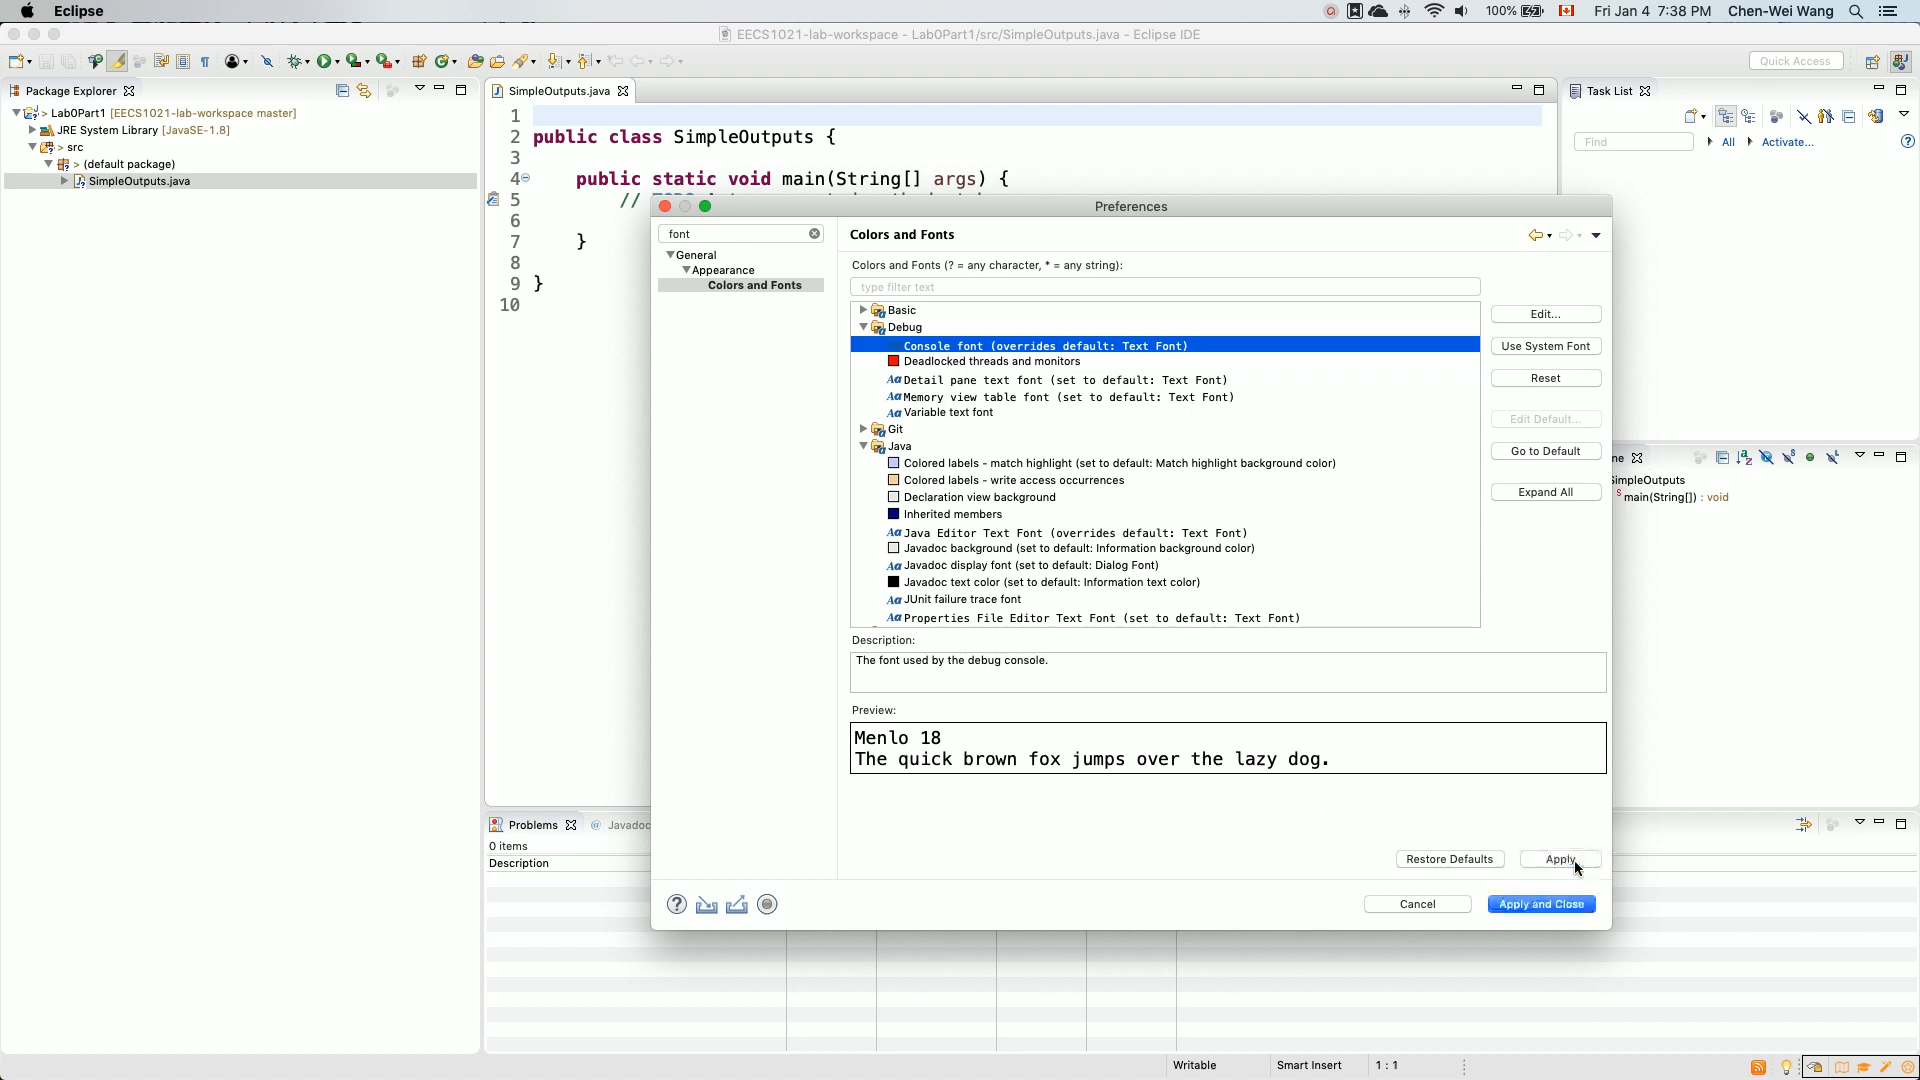 Eclipse
100%
Fri Jan 4 7:38 PM
Chen-Wei Wang
EECS1021-lab-workspace - Lab0Part1/src/SimpleOutputs.java - Eclipse IDE
Quick Access
Package Explorer
> Lab0Part1 [EECS1021-lab-workspace master]
JRE System Library [JavaSE-1.8]
> src
> (default package)
SimpleOutputs.java
SimpleOutputs.java
1
2 public class SimpleOutputs {
3
4 public static void main(String[] args) {
5 //
6
7 }
8
9 }
10
Task List
Find
All
Activate...
SimpleOutputs
main(String[]) : void
Preferences
font
General
Appearance
Colors and Fonts
Colors and Fonts
Colors and Fonts (? = any character, * = any string):
type filter text
Basic
Debug
Console font (overrides default: Text Font)
Deadlocked threads and monitors
Aa Detail pane text font (set to default: Text Font)
Aa Memory view table font (set to default: Text Font)
Aa Variable text font
Git
Java
Colored labels - match highlight (set to default: Match highlight background color)
Colored labels - write access occurrences
Declaration view background
Inherited members
Aa Java Editor Text Font (overrides default: Text Font)
Javadoc background (set to default: Information background color)
Aa Javadoc display font (set to default: Dialog Font)
Javadoc text color (set to default: Information text color)
Aa JUnit failure trace font
Aa Properties File Editor Text Font (set to default: Text Font)
Edit...
Use System Font
Reset
Edit Default...
Go to Default
Expand All
Description:
The font used by the debug console.
Preview:
Menlo 18
The quick brown fox jumps over the lazy dog.
Restore Defaults
Apply
Cancel
Apply and Close
Problems
@ Javadoc
0 items
Description
Writable
Smart Insert
1 : 1